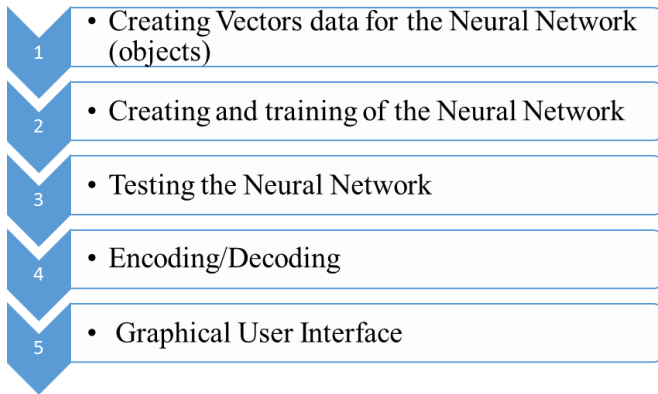 1
• Creating Vectors data for the Neural Network
(objects)
2
• Creating and training of the Neural Network
3
• Testing the Neural Network
4
• Encoding/Decoding
5
• Graphical User Interface